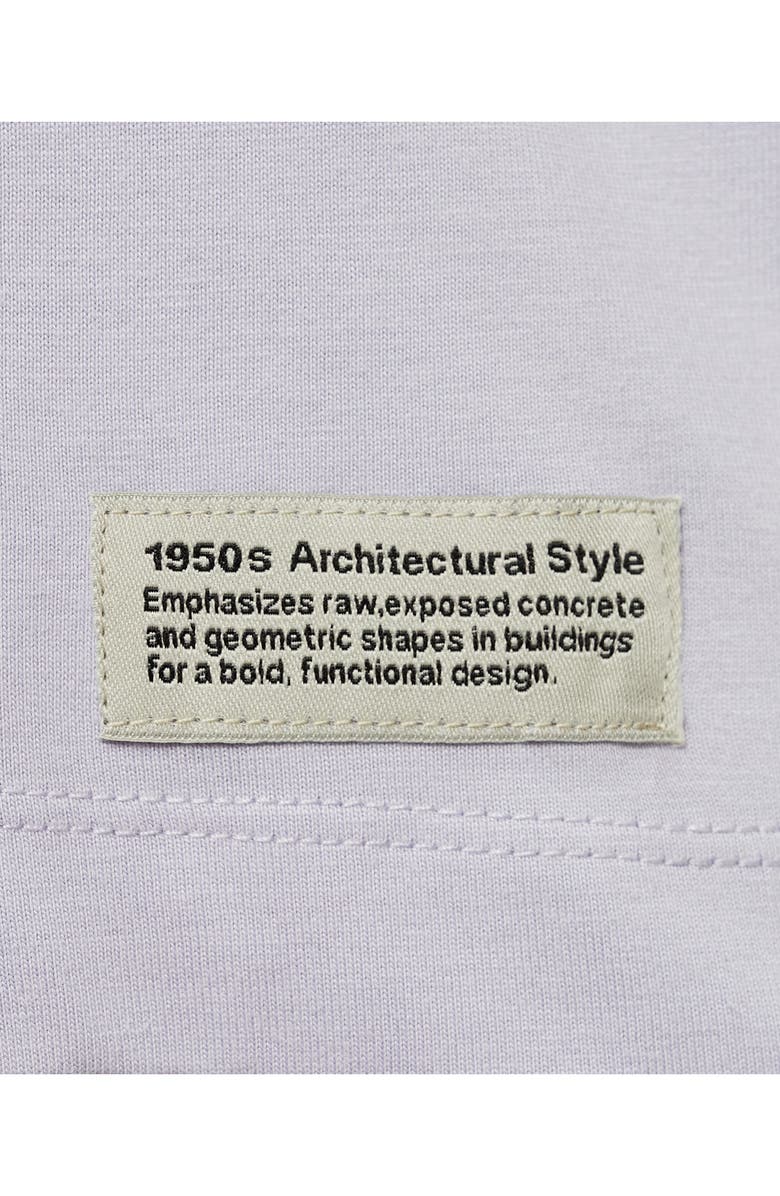 1950s Architectural Style
Emphasizes raw,exposed concrete
and geometric shapes in buildings
for a bold, functional design.